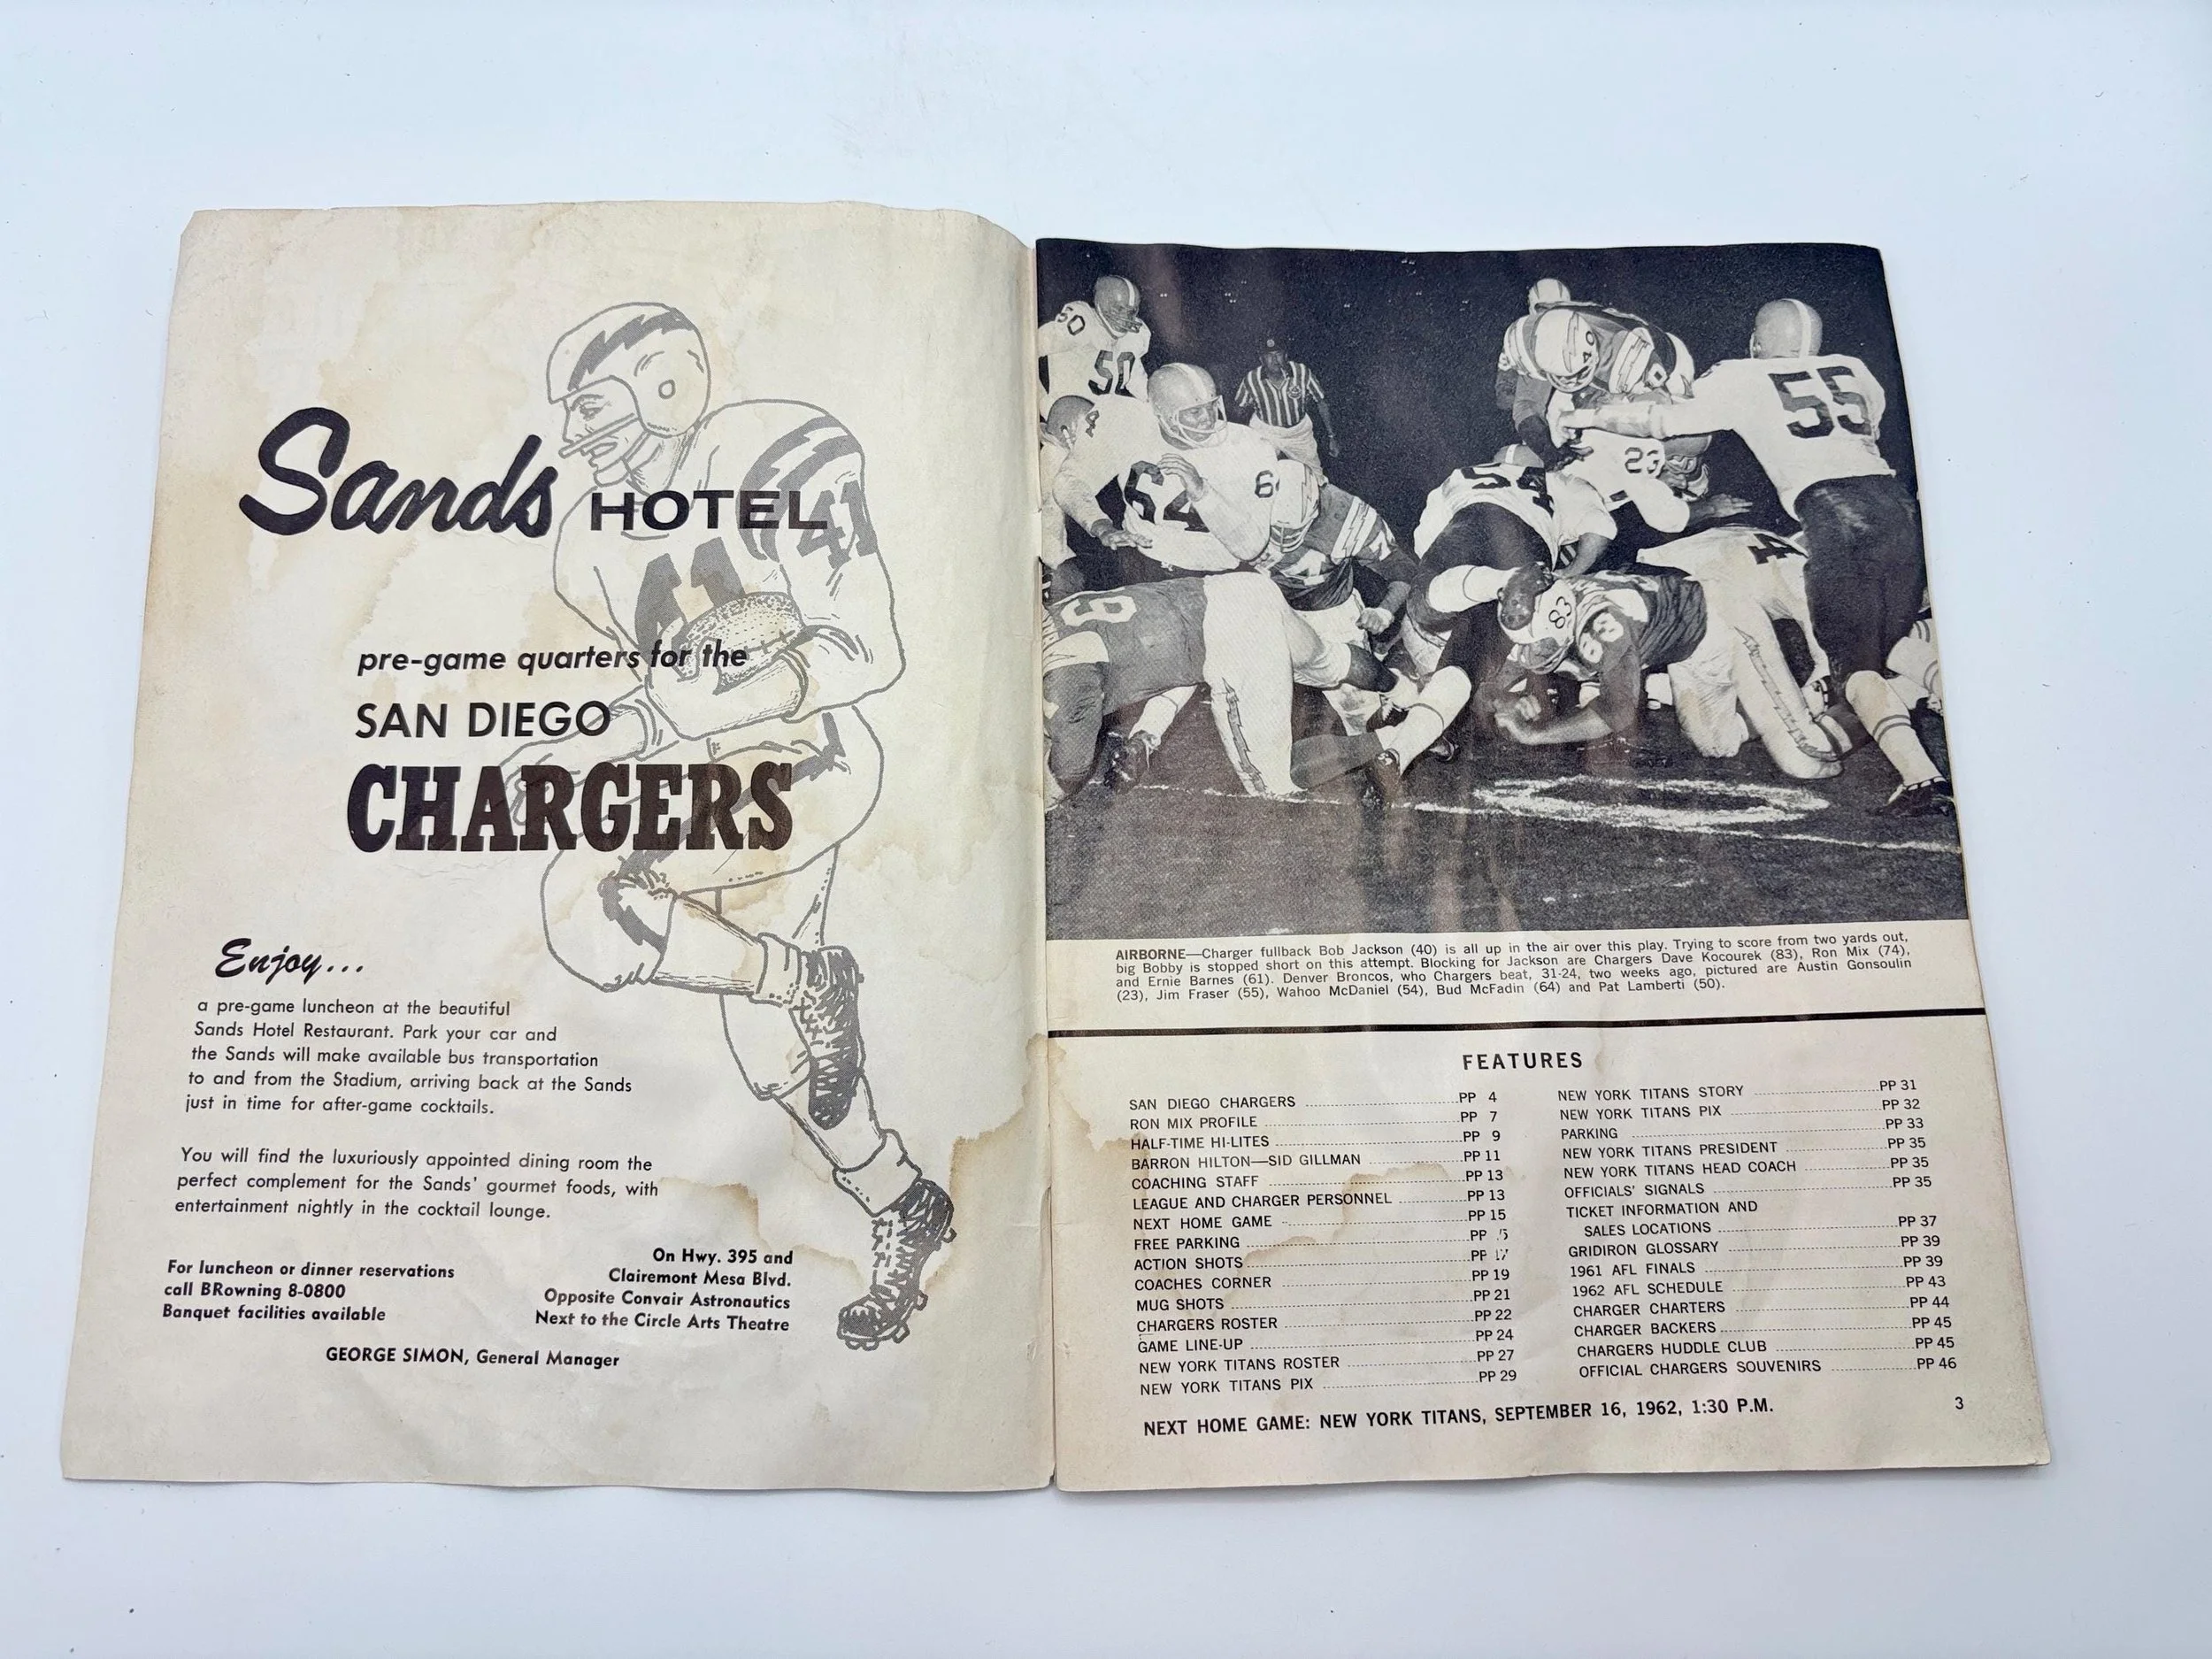 Sands HOTEL
41
41
pre-game quarters for the
SAN DIEGO
CHARGERS
Enjoy...
a pre-game luncheon at the beautiful
Sands Hotel Restaurant. Park your car and
the Sands will make available bus transportation
to and from the Stadium, arriving back at the Sands
just in time for after-game cocktails.
You will find the luxuriously appointed dining room the
perfect complement for the Sands' gourmet foods, with
entertainment nightly in the cocktail lounge.
For luncheon or dinner reservations
call BRowning 8-0800
Banquet facilities available
On Hwy. 395 and
Clairemont Mesa Blvd.
Opposite Convair Astronautics
Next to the Circle Arts Theatre
GEORGE SIMON, General Manager
50
50
64
40
55
54
23
83
83
AIRBORNE—Charger fullback Bob Jackson (40) is all up in the air over this play. Trying to score from two yards out,
big Bobby is stopped short on this attempt. Blocking for Jackson are Chargers Dave Kocourek (83), Ron Mix (74),
and Ernie Barnes (61). Denver Broncos, who Chargers beat, 31-24, two weeks ago, pictured are Austin Gonsoulin
(23), Jim Fraser (55), Wahoo McDaniel (54), Bud McFadin (64) and Pat Lamberti (50).
FEATURES
SAN DIEGO CHARGERS PP 4
RON MIX PROFILE PP 7
HALF-TIME HI-LITES PP 9
BARRON HILTON—SID GILLMAN PP 11
COACHING STAFF PP 13
LEAGUE AND CHARGER PERSONNEL PP 13
NEXT HOME GAME PP 15
FREE PARKING PP
ACTION SHOTS PP 17
COACHES CORNER PP 19
MUG SHOTS PP 21
CHARGERS ROSTER PP 22
GAME LINE-UP PP 24
NEW YORK TITANS ROSTER PP 27
NEW YORK TITANS PIX PP 29
NEW YORK TITANS STORY PP 31
NEW YORK TITANS PIX PP 32
PARKING PP 33
NEW YORK TITANS PRESIDENT PP 35
NEW YORK TITANS HEAD COACH PP 35
OFFICIALS' SIGNALS PP 35
TICKET INFORMATION AND
SALES LOCATIONS PP 37
GRIDIRON GLOSSARY PP 39
1961 AFL FINALS PP 39
1962 AFL SCHEDULE PP 43
CHARGER CHARTERS PP 44
CHARGER BACKERS PP 45
CHARGERS HUDDLE CLUB PP 45
OFFICIAL CHARGERS SOUVENIRS PP 46
NEXT HOME GAME: NEW YORK TITANS, SEPTEMBER 16, 1962, 1:30 P.M.
3